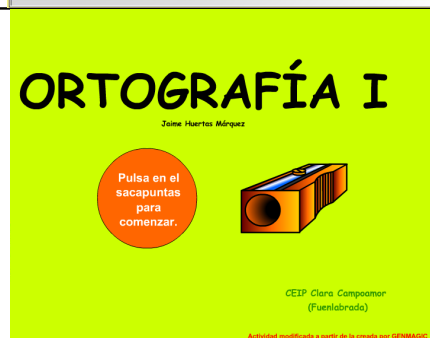 ORTOGRAFÍA I
Jaime Huertas Márquez
Pulsa en el
sacapuntas
para
comenzar.
CEIP Clara Campoamor
(Fuenlabrada)
Actividad modificada a partir de la creada por GENMAGIC